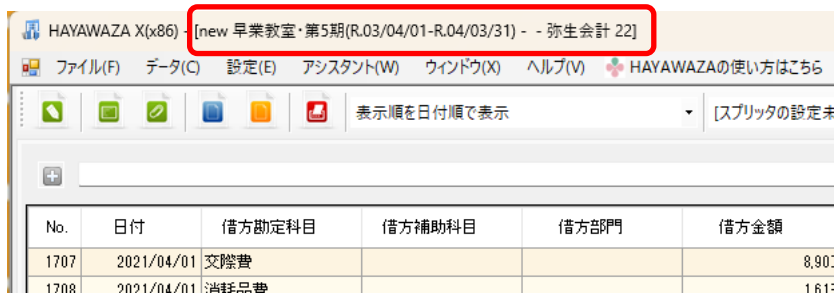 HAYAWAZA X(x86) - [new 早業教室・第5期(R.03/04/01-R.04/03/31) - - 弥生会計 22]
ファイル(F) データ(C) 設定(E) アシスタント(W) ウィンドウ(X) ヘルプ(V) HAYAWAZAの使い方はこちら
表示順を日付順で表示 [スプリッタの設定未
No. 日付 借方勘定科目 借方補助科目 借方部門 借方金額
1707 2021/04/01 交際費 8,90
1708 2021/04/01 消耗品費 1,61